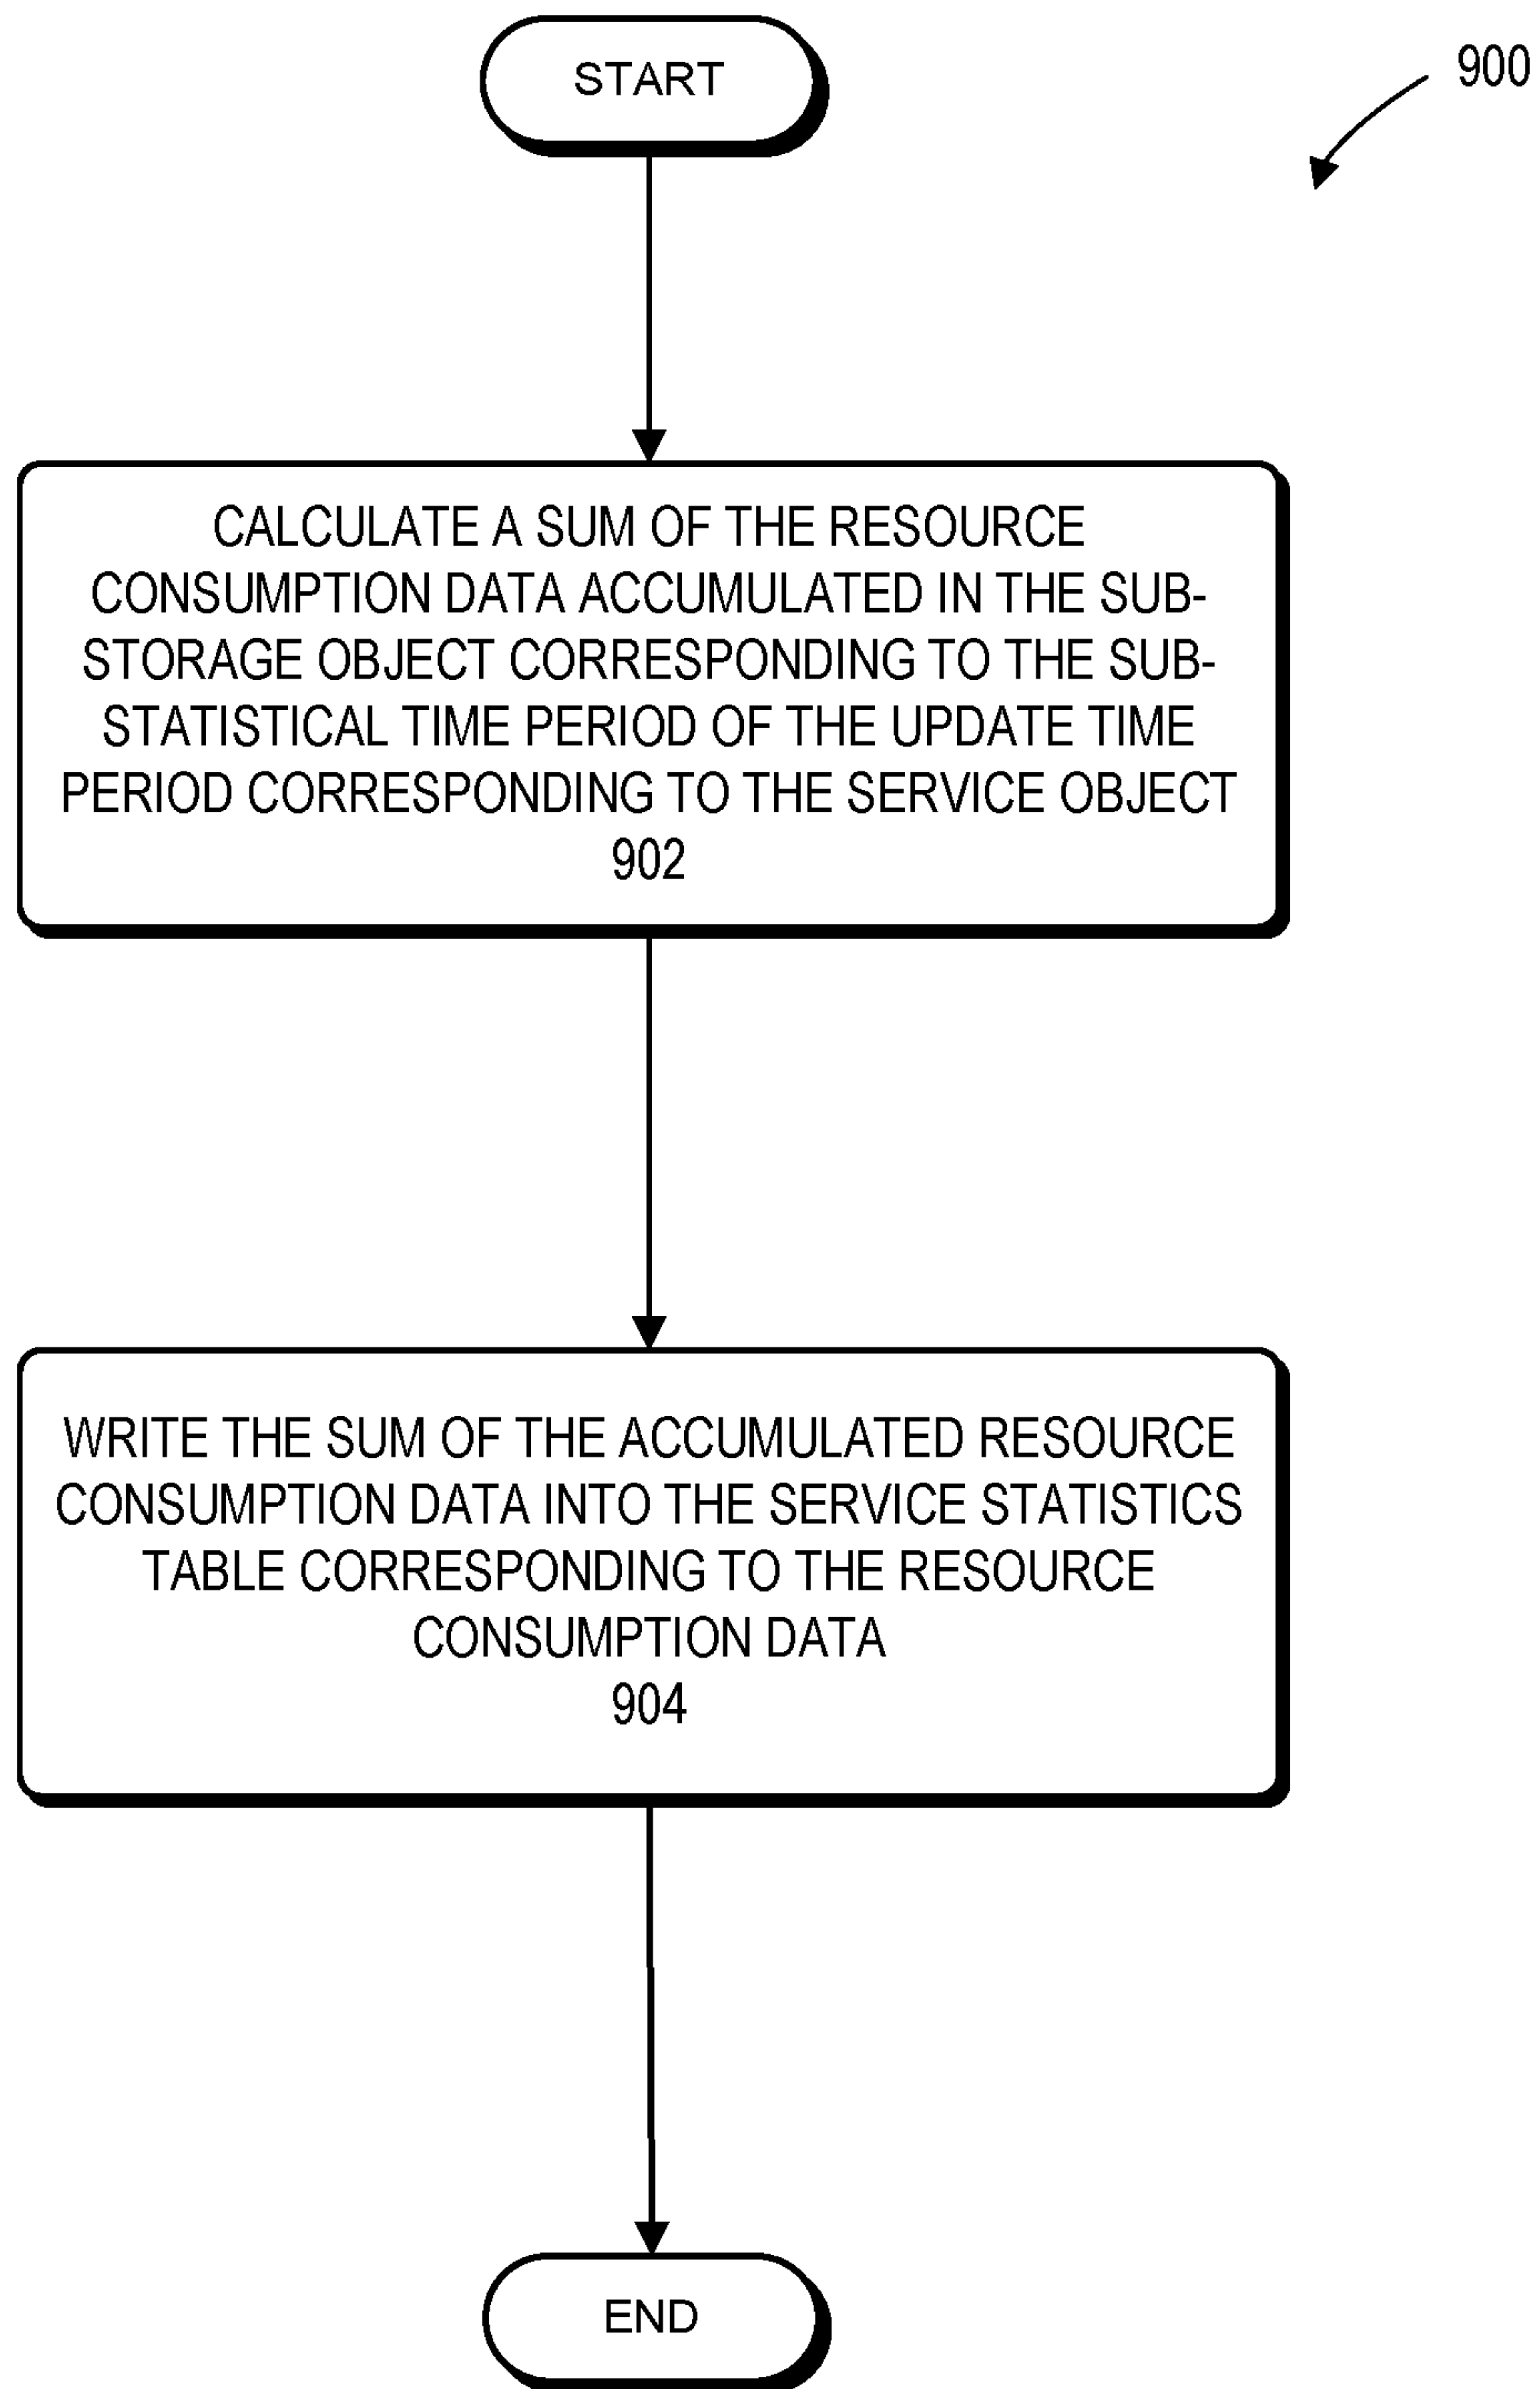 START
900
CALCULATE A SUM OF THE RESOURCE
CONSUMPTION DATA ACCUMULATED IN THE SUB-
STORAGE OBJECT CORRESPONDING TO THE SUB-
STATISTICAL TIME PERIOD OF THE UPDATE TIME
PERIOD CORRESPONDING TO THE SERVICE OBJECT
902
WRITE THE SUM OF THE ACCUMULATED RESOURCE
CONSUMPTION DATA INTO THE SERVICE STATISTICS
TABLE CORRESPONDING TO THE RESOURCE
CONSUMPTION DATA
904
END